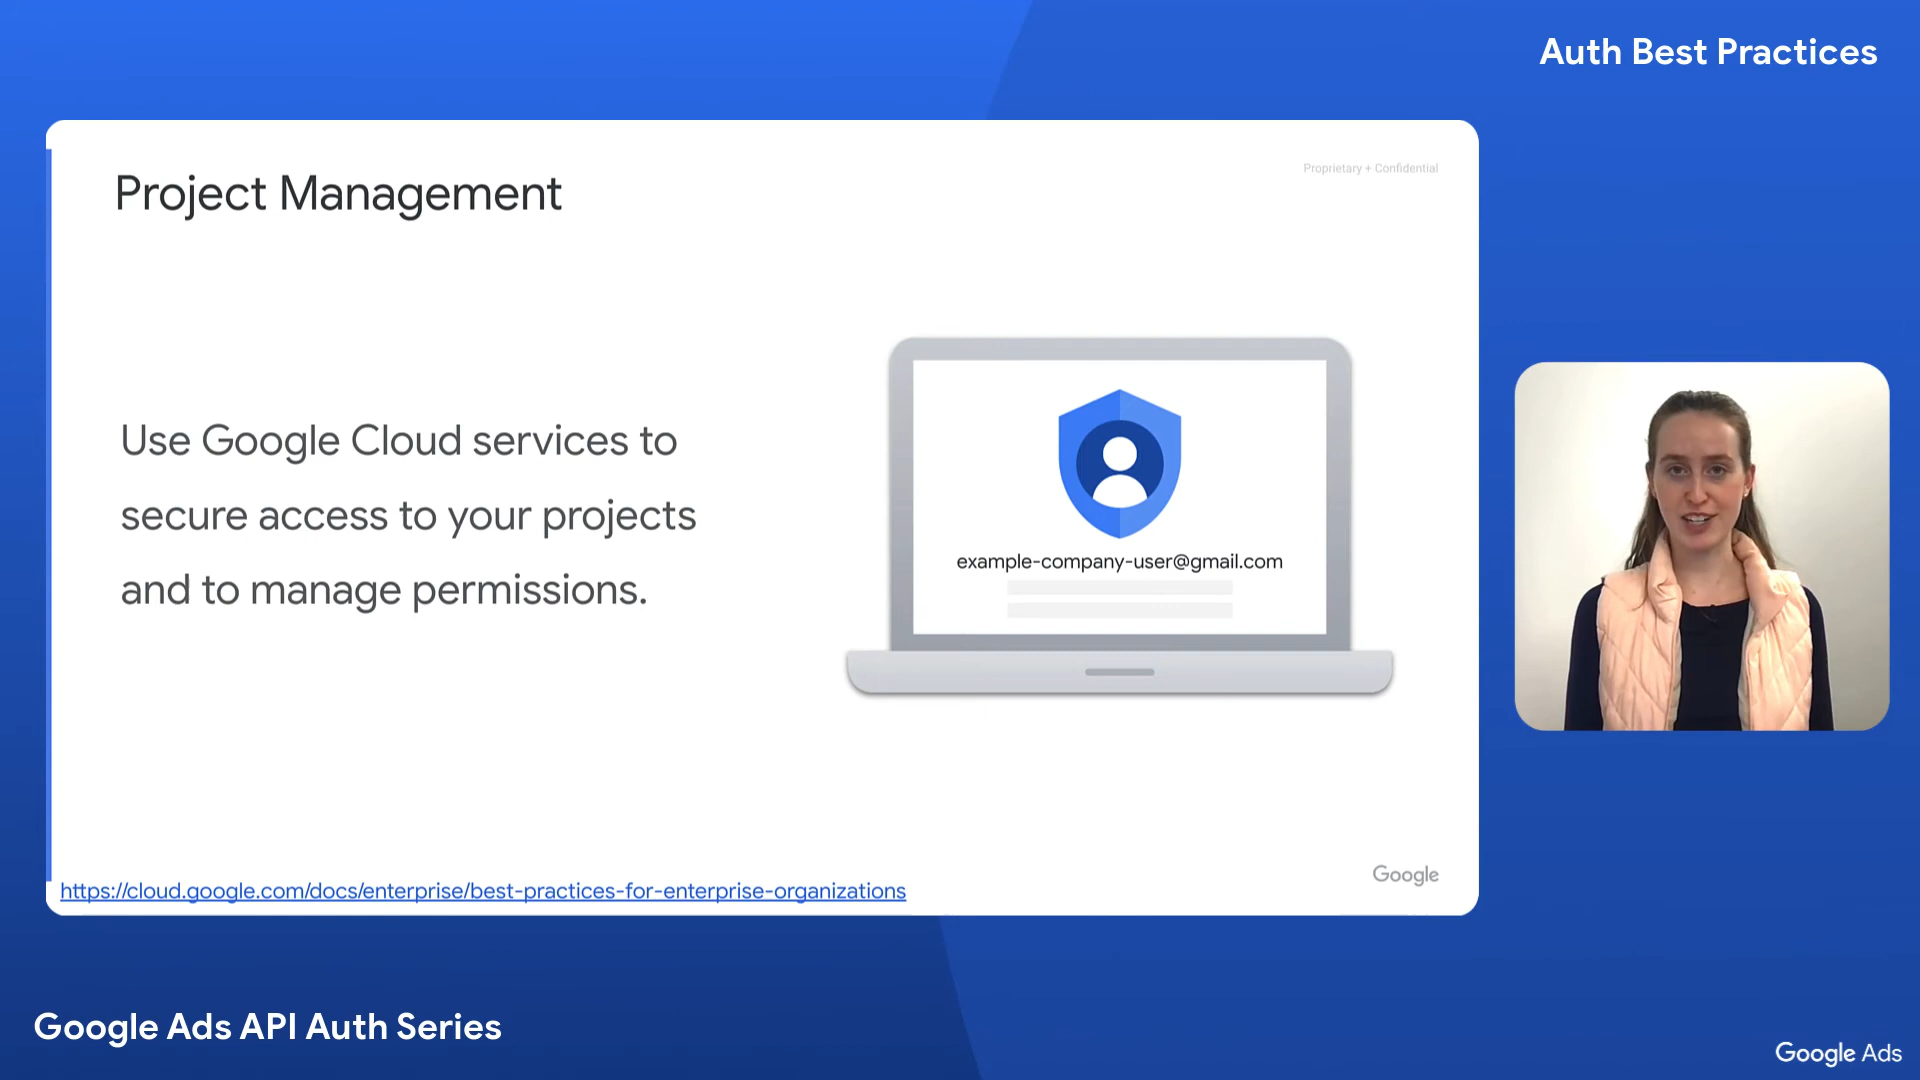 Auth Best Practices
Project Management
Proprietary + Confidential
Use Google Cloud services to
secure access to your projects
and to manage permissions.
example-company-user@gmail.com
Google
https://cloud.google.com/docs/enterprise/best-practices-for-enterprise-organizations
Google Ads API Auth Series
Google Ads